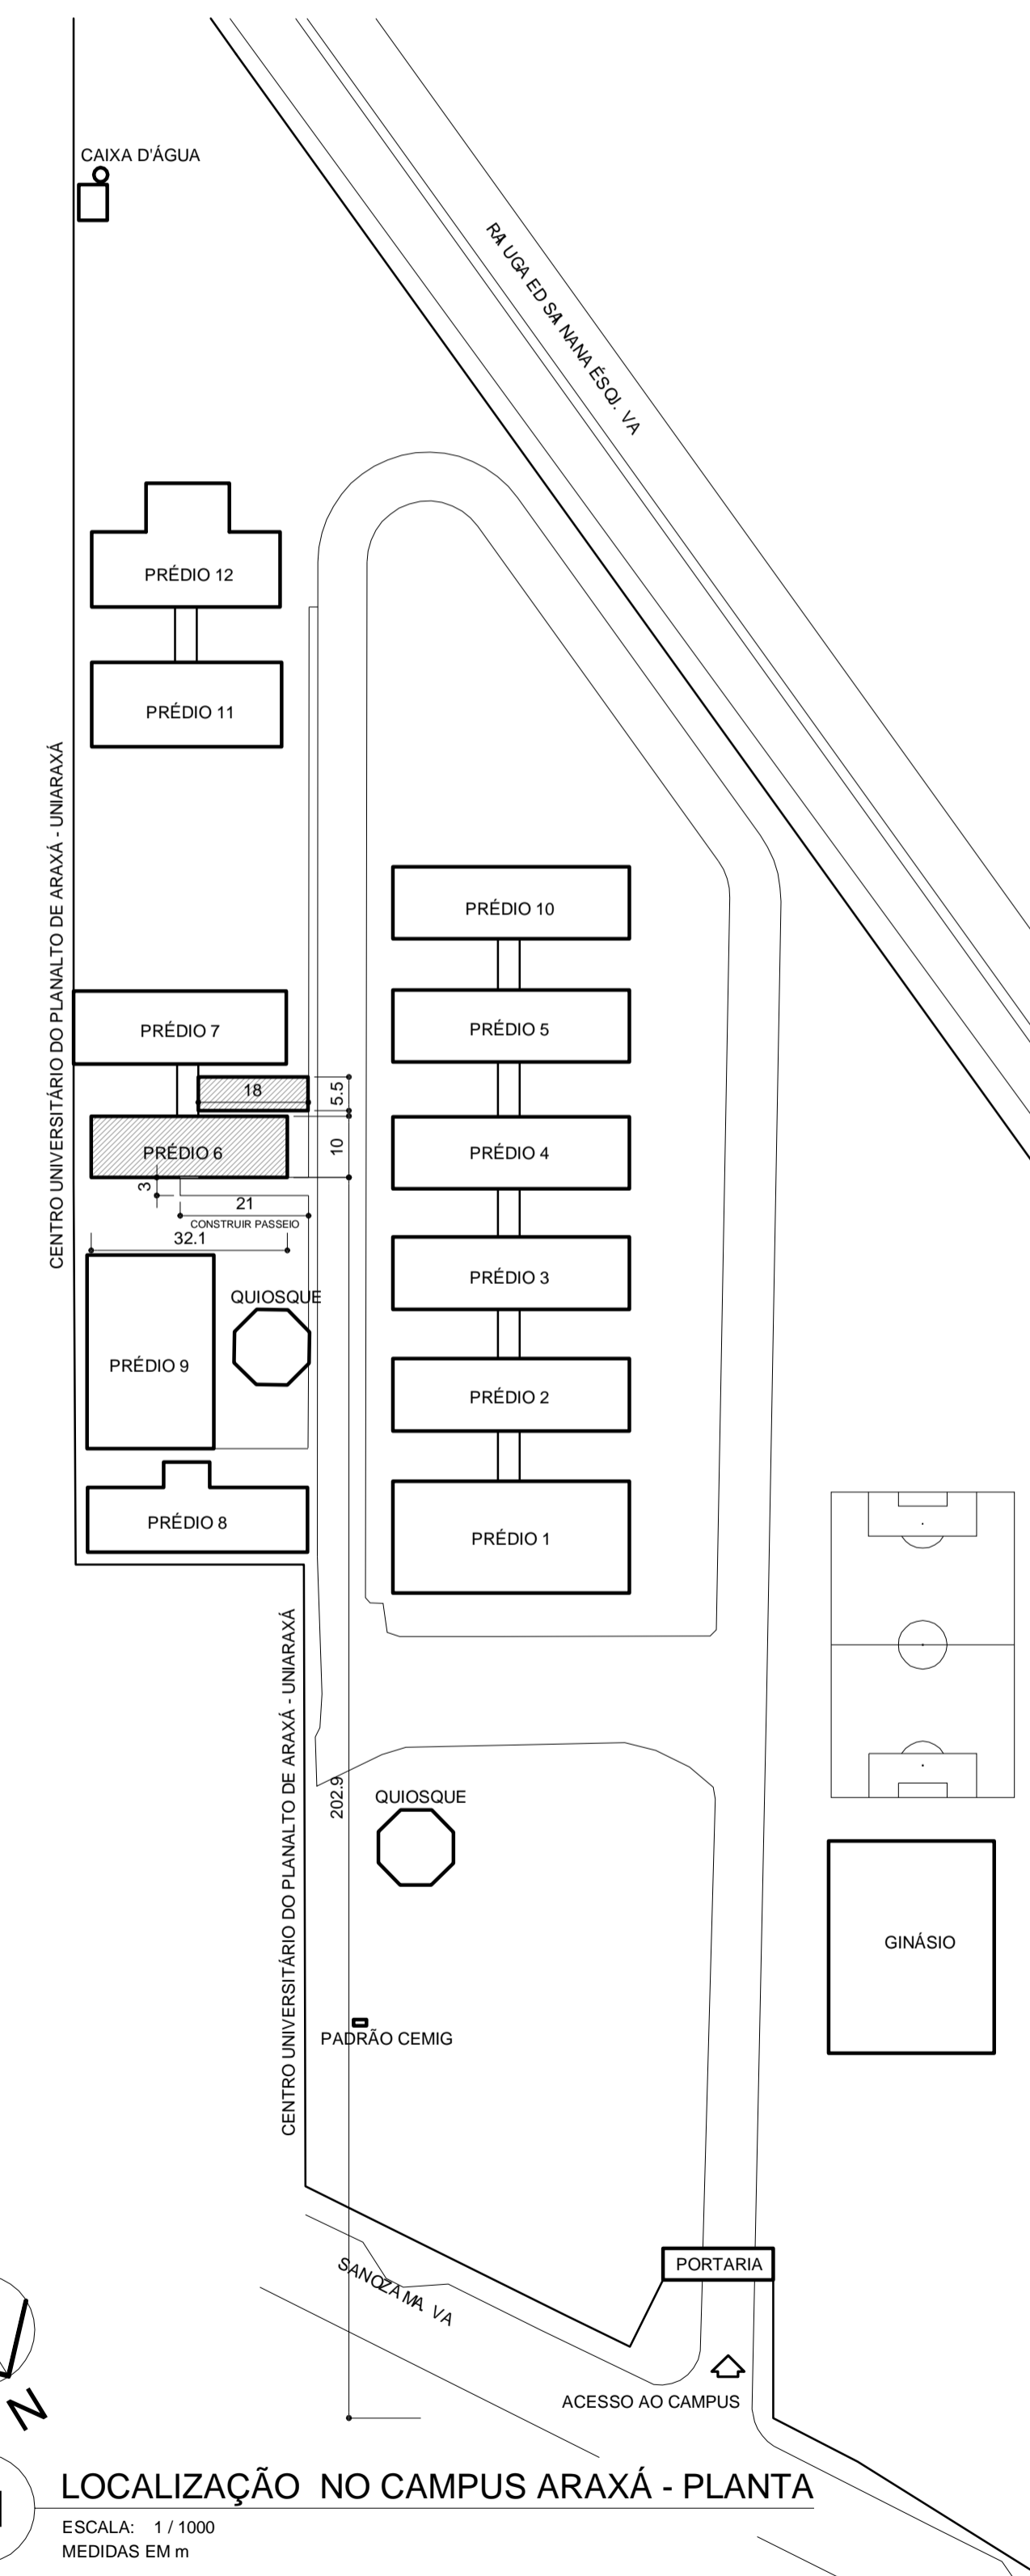 CAIXA D'ÁGUA
RA UGA ED SA NANA ÉSOJ. VA
PRÉDIO 12
PRÉDIO 11
CENTRO UNIVERSITÁRIO DO PLANALTO DE ARAXÁ - UNIARAXÁ
PRÉDIO 10
PRÉDIO 7
PRÉDIO 5
18
5.5
PRÉDIO 6
10
PRÉDIO 4
3
21
CONSTRUIR PASSEIO
32.1
PRÉDIO 3
QUIOSQUE
PRÉDIO 9
PRÉDIO 2
PRÉDIO 8
PRÉDIO 1
CENTRO UNIVERSITÁRIO DO PLANALTO DE ARAXÁ - UNIARAXÁ
202.9
QUIOSQUE
GINÁSIO
PADRÃO CEMIG
PORTARIA
SANOZAMA. VA
ACESSO AO CAMPUS
N
LOCALIZAÇÃO NO CAMPUS ARAXÁ - PLANTA
ESCALA: 1 / 1000
MEDIDAS EM m